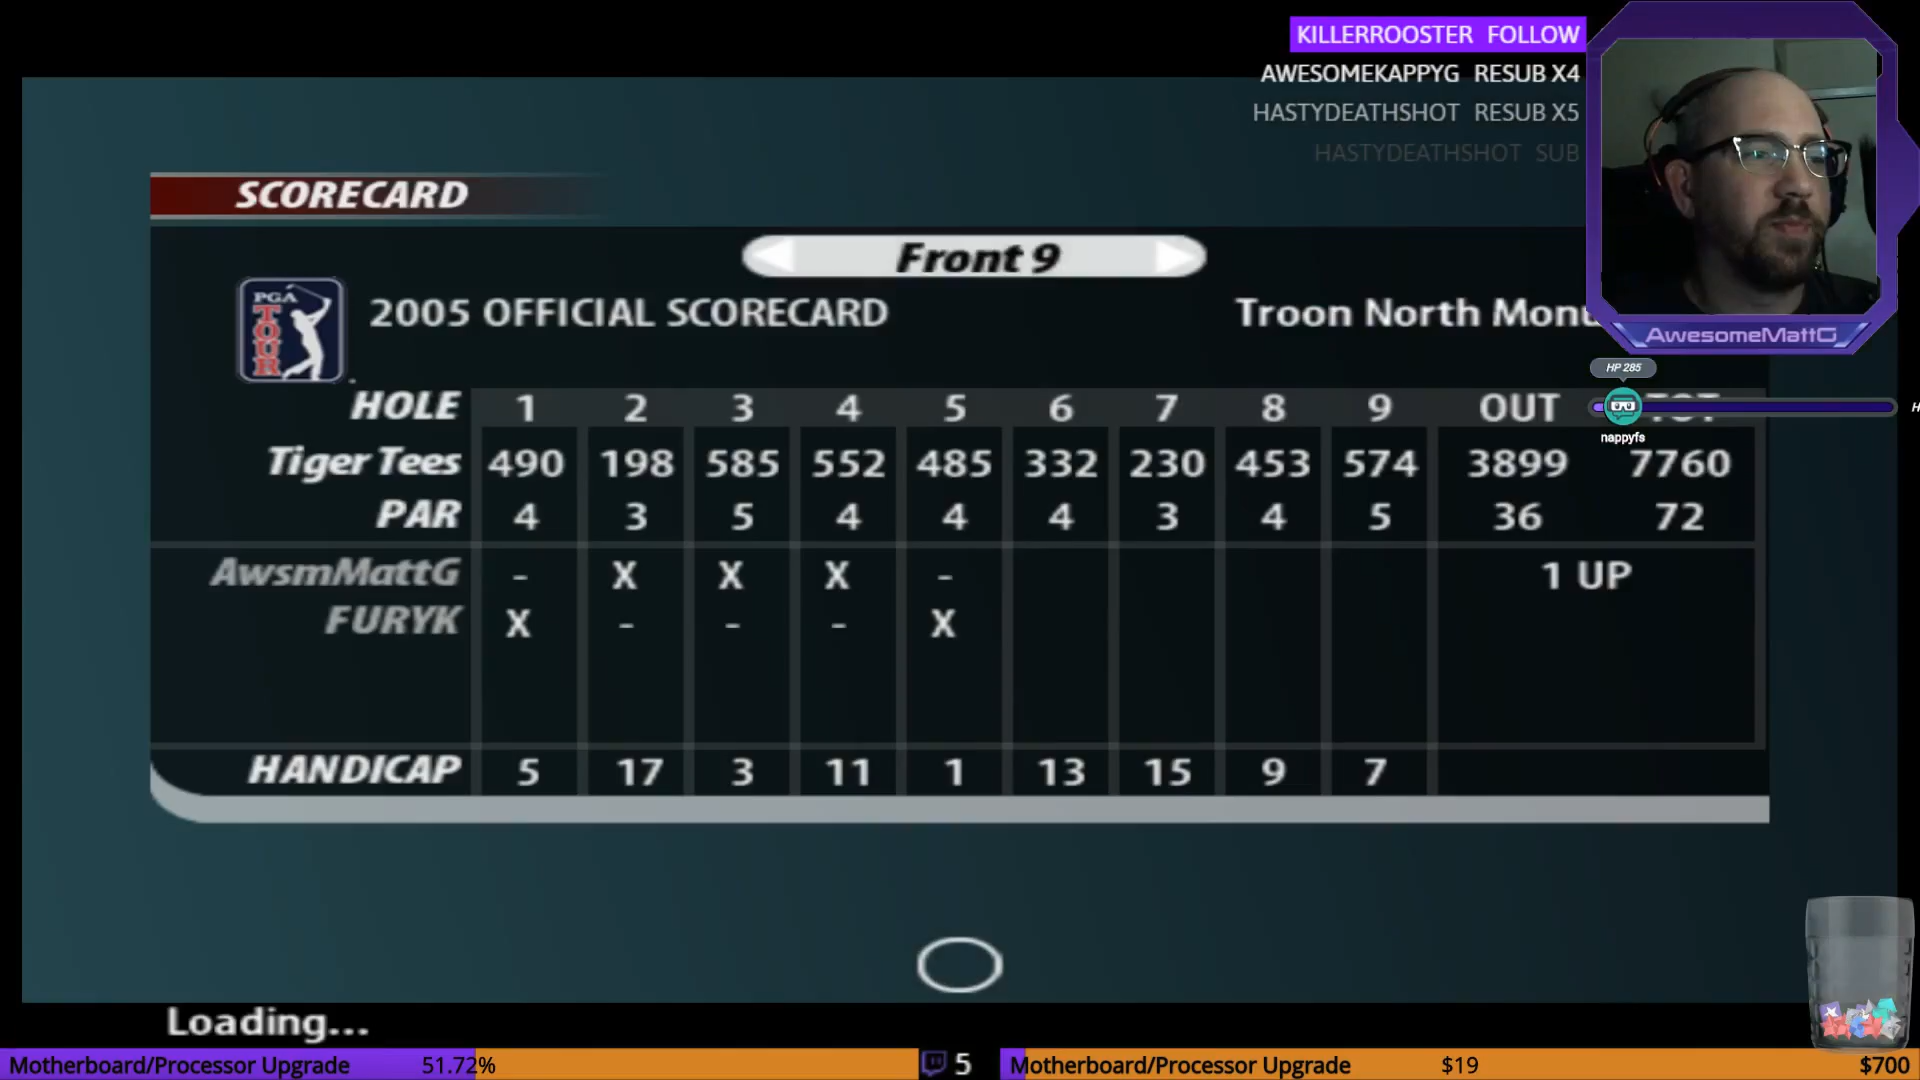 KILLERROOSTER FOLLOW
AWESOMEKAPPYG RESUB X4
HASTYDEATHSHOT RESUB X5
HASTYDEATHSHOT SUB
SCORECARD
Front 9
PGA TOUR
2005 OFFICIAL SCORECARD
Troon North Monu
AwesomeMattG
HP 285
HOLE 1 2 3 4 5 6 7 8 9 OUT TOT
H
nappyfs
Tiger Tees 490 198 585 552 485 332 230 453 574 3899 7760
PAR 4 3 5 4 4 4 3 4 5 36 72
AwsmMattG - X X X - 1 UP
FURYK X - - - X
HANDICAP 5 17 3 11 1 13 15 9 7
Loading...
Motherboard/Processor Upgrade 51.72% 5 Motherboard/Processor Upgrade $19 $700